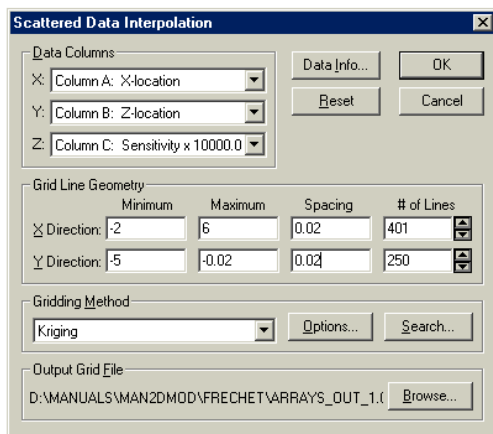 Scattered Data Interpolation
Data Columns
X: Column A: X-location
Y: Column B: Z-location
Z: Column C: Sensitivity x 10000.0
Data Info... OK
Reset Cancel
Grid Line Geometry
Minimum Maximum Spacing # of Lines
X Direction: -2 6 0.02 401
Y Direction: -5 -0.02 0.02 250
Gridding Method
Kriging Options... Search...
Output Grid File
D:\MANUALS\MAN2DMOD\FRECHET\ARRAYS_OUT_1.( Browse...